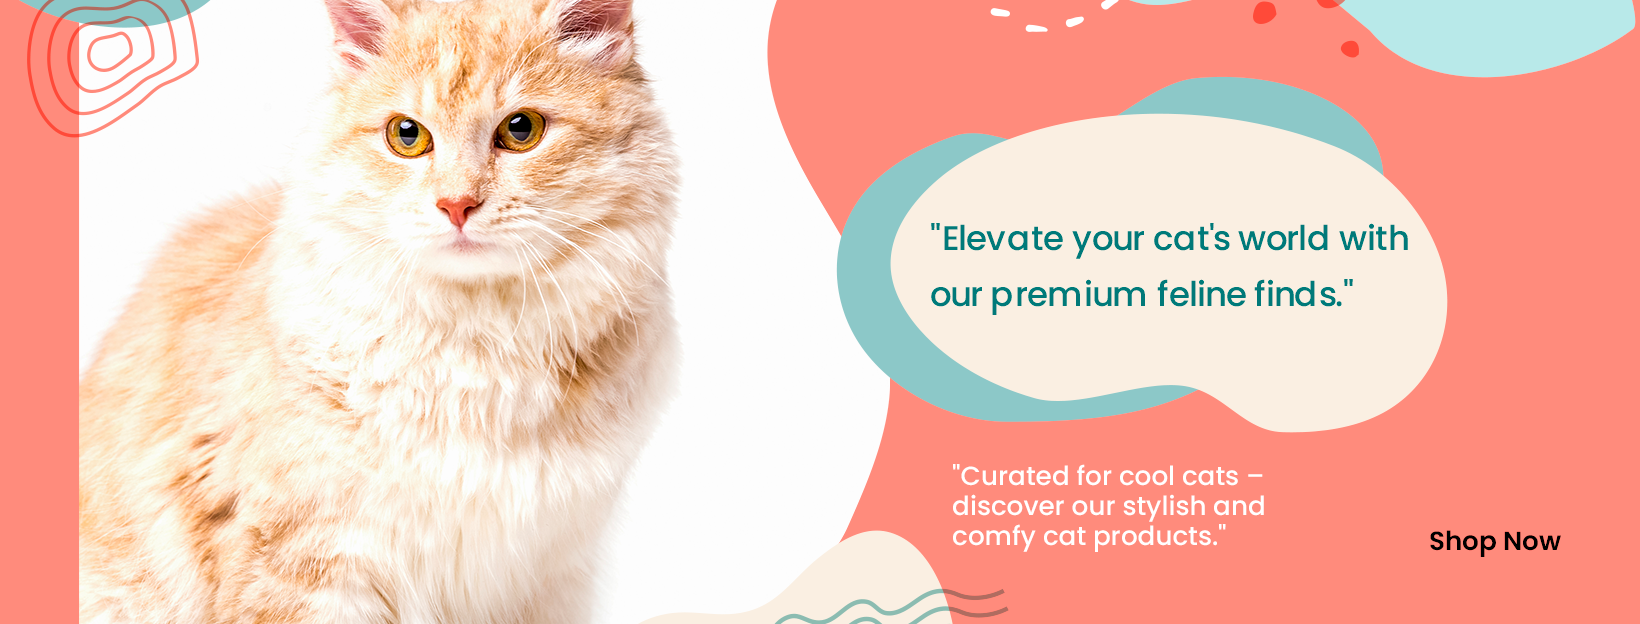 "Elevate your cat's world with
our premium feline finds."
"Curated for cool cats –
discover our stylish and
comfy cat products."
Shop Now